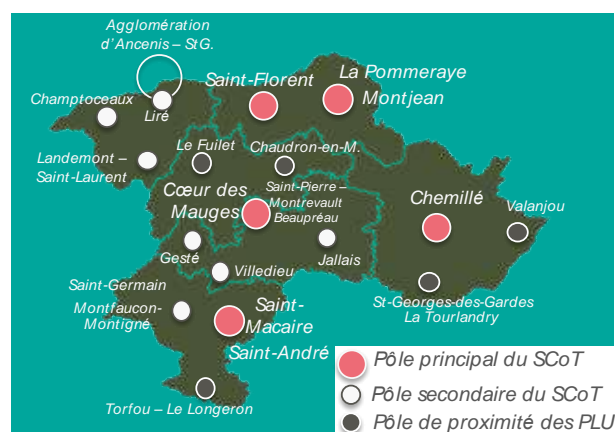 Agglomération
d'Ancenis – StG.
Saint-Florent
La Pommeraye
Montjean
Champtoceaux
Liré
Le Fuilet
Chaudron-en-M.
Landemont –
Saint-Laurent
Cœur des
Mauges
Saint-Pierre –
Montrevault
Beaupréau
Chemillé
Valanjou
Gesté
Villedieu
Jallais
Saint-Germain
Montfaucon-
Montigné
St-Georges-des-Gardes
La Tourlandry
Saint-
Macaire
Saint-André
Torfou – Le Longeron
Pôle principal du SCoT
Pôle secondaire du SCoT
Pôle de proximité des PLU